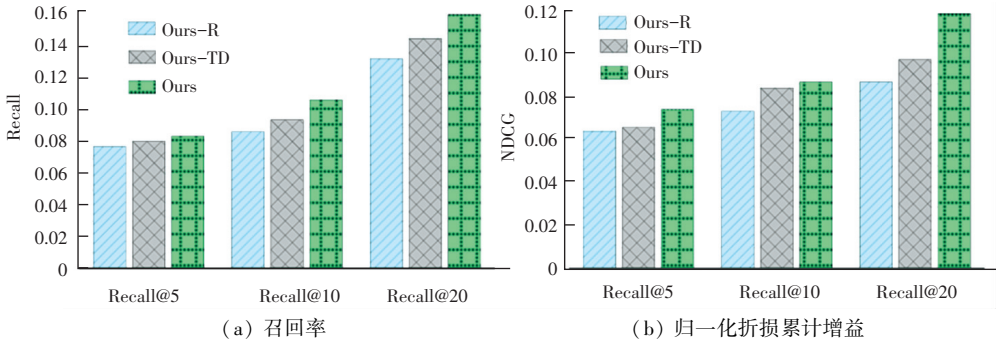 Recall
0.16
0.14
0.12
0.10
0.08
0.06
0.04
0.02
0
Ours-R
Ours-TD
Ours
Recall@5
Recall@10
Recall@20
(a) 召回率
NDCG
0.12
0.10
0.08
0.06
0.04
0.02
0
Ours-R
Ours-TD
Ours
Recall@5
Recall@10
Recall@20
(b) 归一化折损累计增益